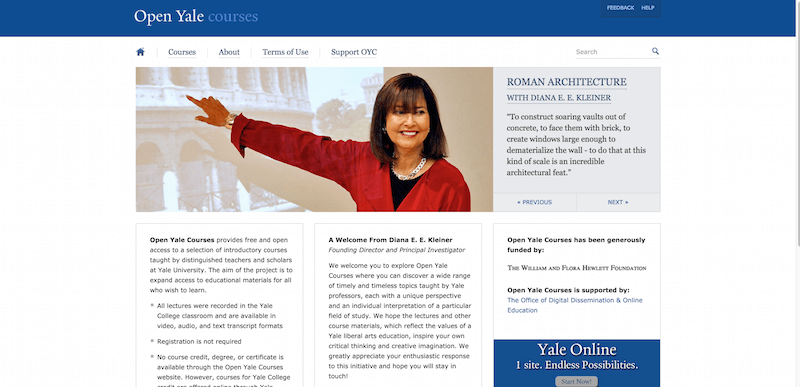 Open Yale courses
FEEDBACK HELP
Courses About Terms of Use Support OYC
Search
ROMAN ARCHITECTURE
WITH DIANA E. E. KLEINER
"To construct soaring vaults out of
concrete, to face them with brick, to
create windows large enough to
dematerialize the wall - to do that at this
kind of scale is an incredible
architectural feat."
« PREVIOUS NEXT »
Open Yale Courses provides free and open
access to a selection of introductory courses
taught by distinguished teachers and scholars
at Yale University. The aim of the project is to
expand access to educational materials for all
who wish to learn.
All lectures were recorded in the Yale
College classroom and are available in
video, audio, and text transcript formats
Registration is not required
No course credit, degree, or certificate is
available through the Open Yale Courses
website. However, courses for Yale College
credit are offered online through Yale
A Welcome From Diana E. E. Kleiner
Founding Director and Principal Investigator
We welcome you to explore Open Yale
Courses where you can discover a wide range
of timely and timeless topics taught by Yale
professors, each with a unique perspective
and an individual interpretation of a particular
field of study. We hope the lectures and other
course materials, which reflect the values of a
Yale liberal arts education, inspire your own
critical thinking and creative imagination. We
greatly appreciate your enthusiastic response
to this initiative and hope you will stay in
touch!
Open Yale Courses has been generously
funded by:
THE WILLIAM AND FLORA HEWLETT FOUNDATION
Open Yale Courses is supported by:
The Office of Digital Dissemination & Online
Education
Yale Online
1 site. Endless Possibilities.
Start Now!